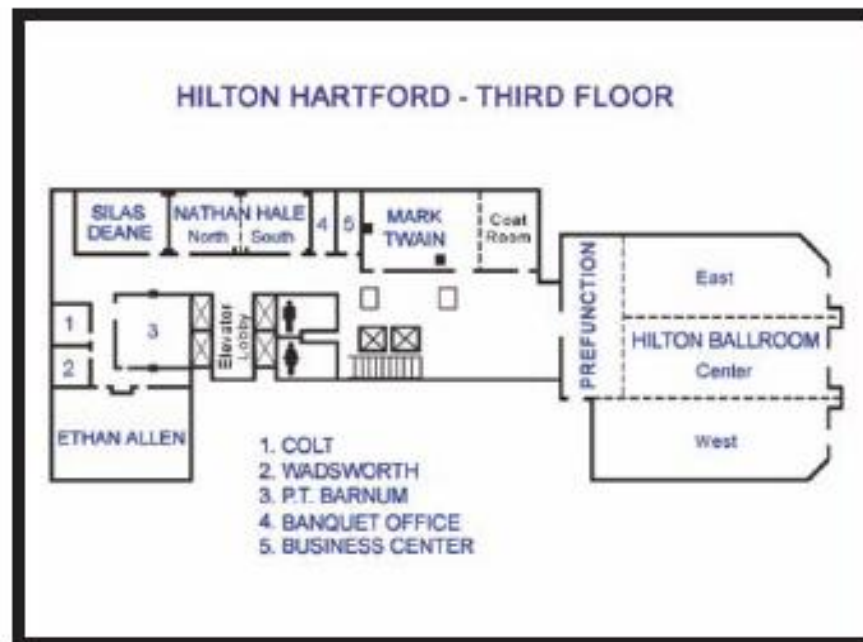 HILTON HARTFORD - THIRD FLOOR
SILAS
DEANE
NATHAN HALE
North
South
4
5
MARK
TWAIN
Coat
Room
1
2
3
Elevator
Lobby
ETHAN ALLEN
PREFUNCTION
East
HILTON BALLROOM
Center
West
1. COLT
2. WADSWORTH
3. P.T. BARNUM
4. BANQUET OFFICE
5. BUSINESS CENTER